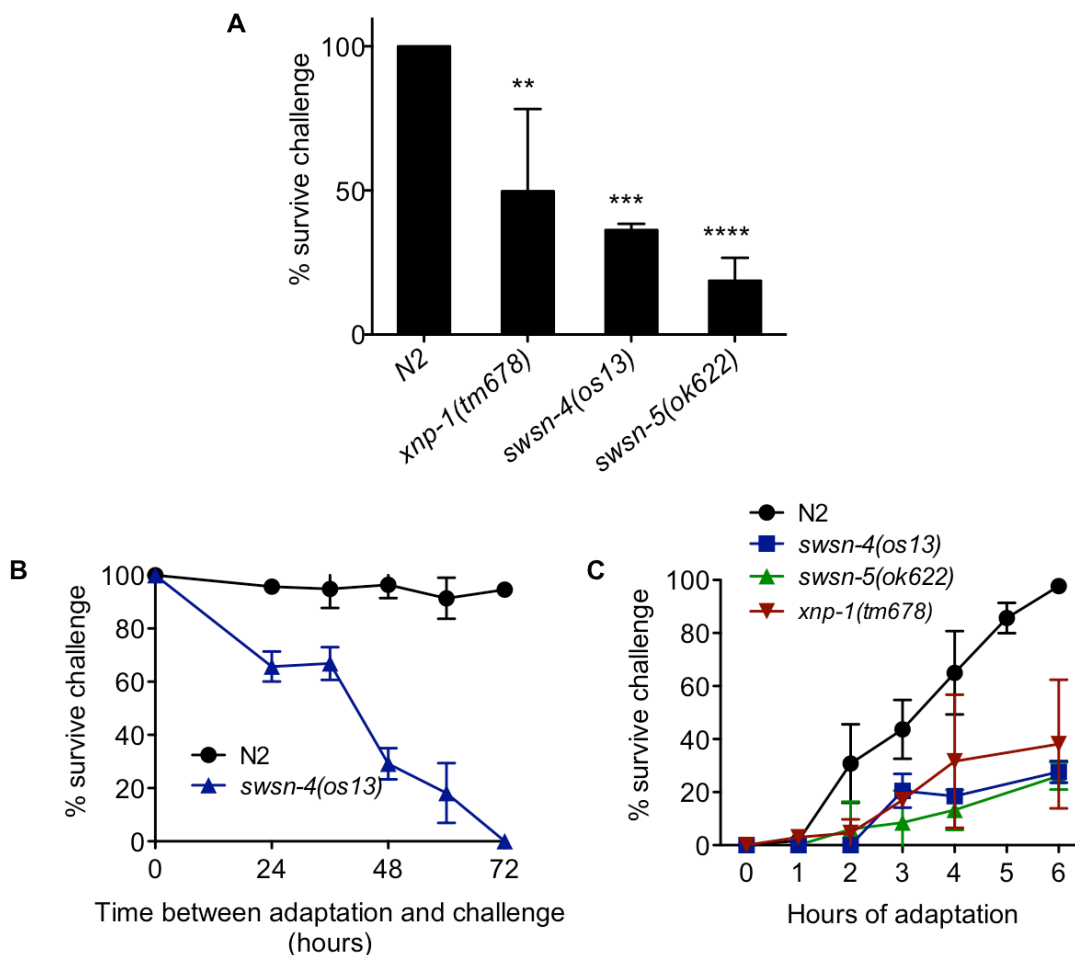 A
% survive challenge
100
50
0
**
***
****
N2
xnp-1(tm678)
swsn-4(os13)
swsn-5(ok622)
B
% survive challenge
100
80
60
40
20
0
N2
swsn-4(os13)
0 24 48 72
Time between adaptation and challenge
(hours)
N2
swsn-4(os13)
swsn-5(ok622)
xnp-1(tm678)
C
% survive challenge
100
80
60
40
20
0
0 1 2 3 4 5 6
Hours of adaptation